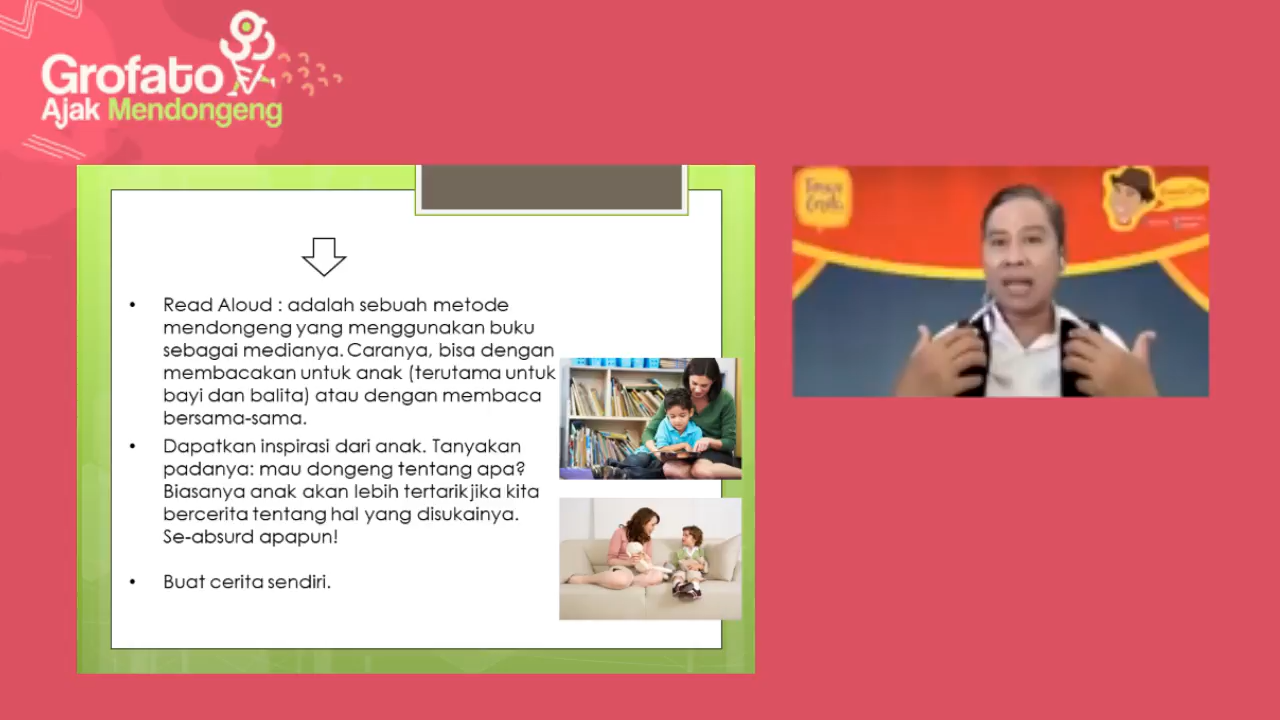 Grofato
Ajak Mendongeng
• Read Aloud : adalah sebuah metode
mendongeng yang menggunakan buku
sebagai medianya. Caranya, bisa dengan
membacakan untuk anak (terutama untuk
bayi dan balita) atau dengan membaca
bersama-sama.
• Dapatkan inspirasi dari anak. Tanyakan
padanya: mau dongeng tentang apa?
Biasanya anak akan lebih tertarik jika kita
bercerita tentang hal yang disukainya.
Se-absurd apapun!
• Buat cerita sendiri.